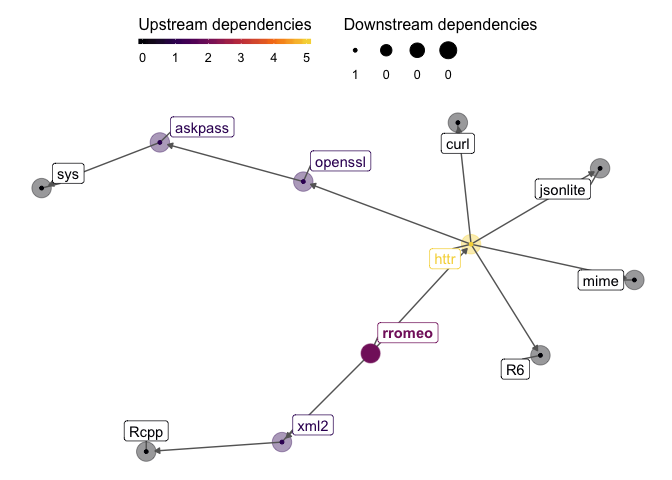 Upstream dependencies
Downstream dependencies
0 1 2 3 4 5
1 0 0 0
askpass
curl
openssl
sys
jsonlite
httr
mime
rromeo
R6
xml2
Rcpp